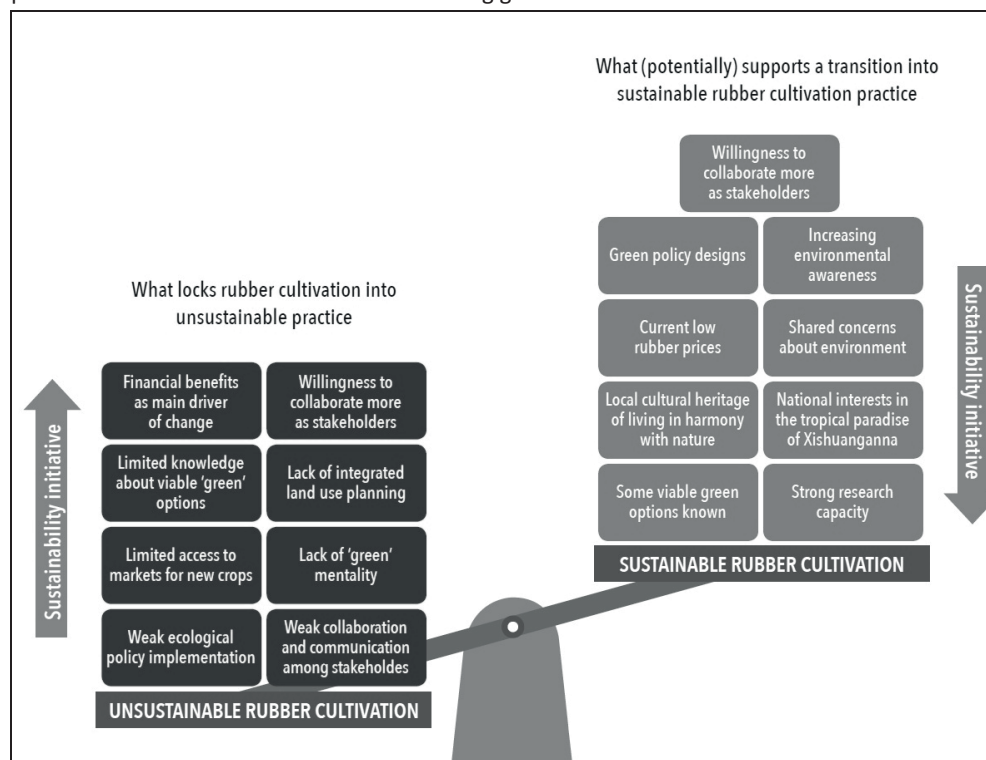 What (potentially) supports a transition into
sustainable rubber cultivation practice
Willingness to
collaborate more
as stakeholders
Green policy designs
Increasing
environmental
awareness
Current low
rubber prices
Shared concerns
about environment
Local cultural heritage
of living in harmony
with nature
National interests in
the tropical paradise
of Xishuanganna
Some viable green
options known
Strong research
capacity
SUSTAINABLE RUBBER CULTIVATION
Sustainability initiative
What locks rubber cultivation into
unsustainable practice
Sustainability initiative
Financial benefits
as main driver
of change
Willingness to
collaborate more
as stakeholders
Limited knowledge
about viable ‘green’
options
Lack of integrated
land use planning
Limited access to
markets for new crops
Lack of ‘green’
mentality
Weak ecological
policy implementation
Weak collaboration
and communication
among stakeholdes
UNSUSTAINABLE RUBBER CULTIVATION